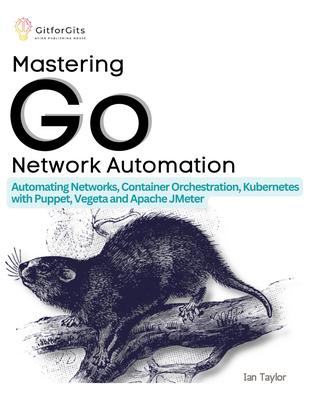 GitforGits
ASIAN PUBLISHING HOUSE
Mastering
Go
Network Automation
Automating Networks, Container Orchestration, Kubernetes
with Puppet, Vegeta and Apache JMeter
Ian Taylor